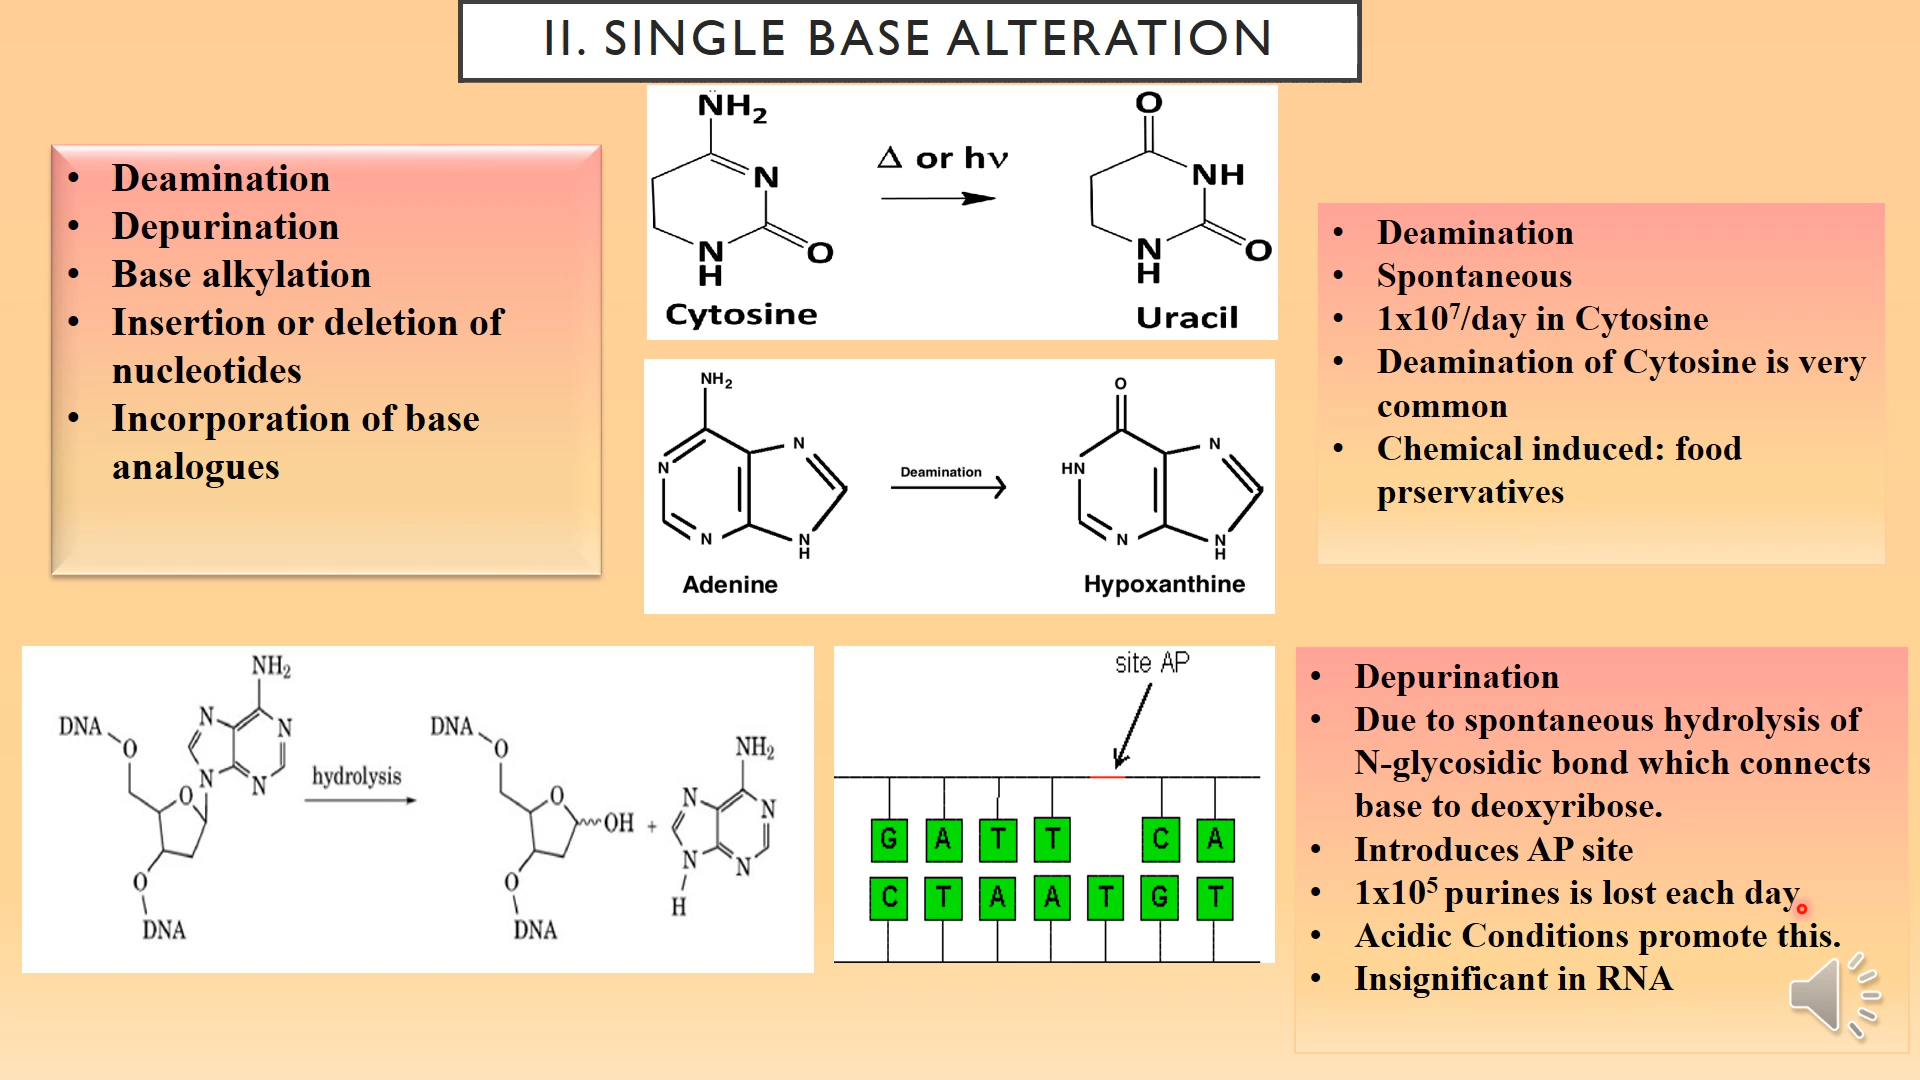 II. SINGLE BASE ALTERATION
• Deamination
• Depurination
• Base alkylation
• Insertion or deletion of
nucleotides
• Incorporation of base
analogues
NH₂
N
N
H
O
Cytosine
Δ or hν
O
NH
N
H
O
Uracil
NH₂
N
N
N
N
H
Adenine
Deamination
O
HN
N
N
N
H
Hypoxanthine
• Deamination
• Spontaneous
• 1x10⁷/day in Cytosine
• Deamination of Cytosine is very
common
• Chemical induced: food
prservatives
NH₂
DNA
O
N
N
N
N
O
O
DNA
hydrolysis
DNA
O
O
OH
+
O
DNA
NH₂
N
N
N
N
H
site AP
G A T T C A
C T A A T G T
• Depurination
• Due to spontaneous hydrolysis of
N-glycosidic bond which connects
base to deoxyribose.
• Introduces AP site
• 1x10⁵ purines is lost each day.
• Acidic Conditions promote this.
• Insignificant in RNA